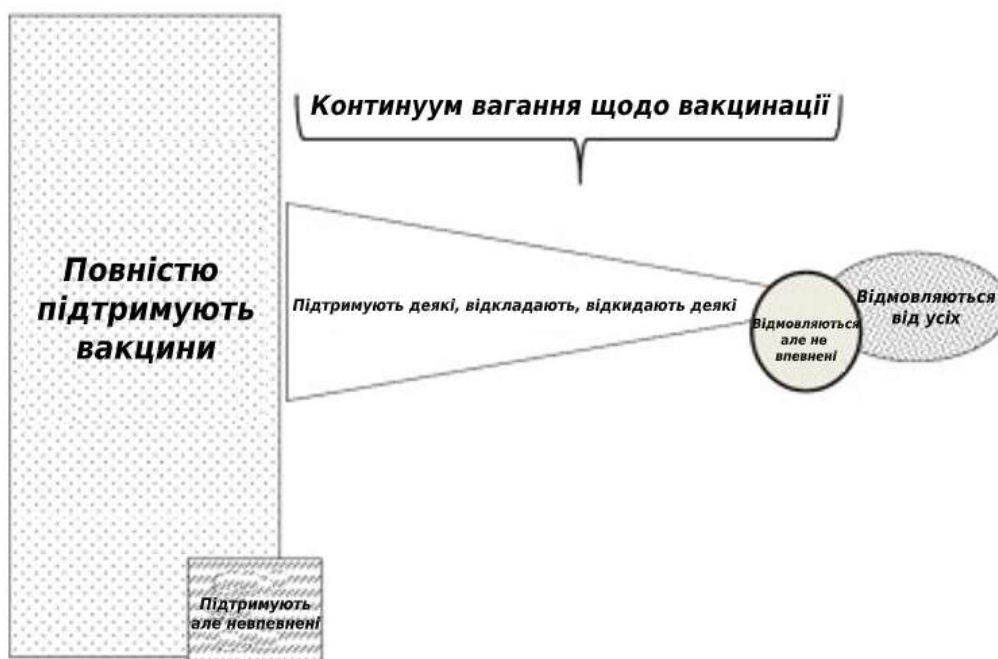 Континуум вагання щодо вакцинації
Повністю
підтримують
вакцини
Підтримують деякі, відкладають, відкидають деякі
Відмовляються
але не
впевнені
Відмовляються
від усіх
Підтримують
але невпевнені